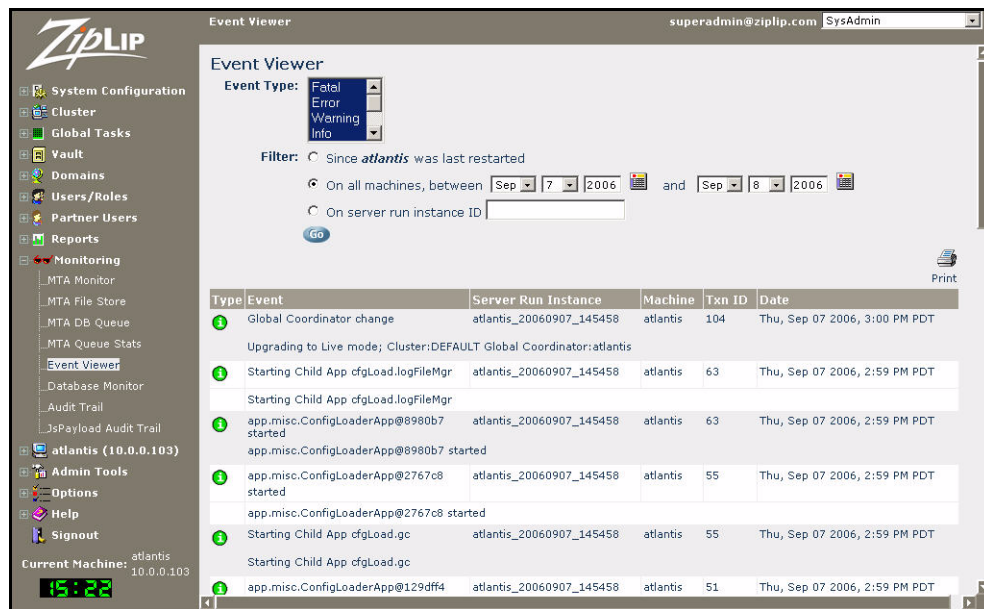 ZipLip
Event Viewer
superadmin@ziplip.com
SysAdmin
System Configuration
Cluster
Global Tasks
Vault
Domains
Users/Roles
Partner Users
Reports
Monitoring
MTA Monitor
MTA File Store
MTA DB Queue
MTA Queue Stats
Event Viewer
Database Monitor
Audit Trail
JsPayload Audit Trail
atlantis (10.0.0.103)
Admin Tools
Options
Help
Signout
Current Machine: atlantis
10.0.0.103
15:22
Event Viewer
Event Type: Fatal
Error
Warning
Info
Filter: Since atlantis was last restarted
On all machines, between Sep 7 2006 and Sep 8 2006
On server run instance ID
Go
Print
Type Event Server Run Instance Machine Txn ID Date
Global Coordinator change atlantis_20060907_145458 atlantis 104 Thu, Sep 07 2006, 3:00 PM PDT
Upgrading to Live mode; Cluster:DEFAULT Global Coordinator:atlantis
Starting Child App cfgLoad.logFileMgr atlantis_20060907_145458 atlantis 63 Thu, Sep 07 2006, 2:59 PM PDT
Starting Child App cfgLoad.logFileMgr
app.misc.ConfigLoaderApp@8980b7 atlantis_20060907_145458 atlantis 63 Thu, Sep 07 2006, 2:59 PM PDT
started
app.misc.ConfigLoaderApp@8980b7 started
app.misc.ConfigLoaderApp@2767c8 atlantis_20060907_145458 atlantis 55 Thu, Sep 07 2006, 2:59 PM PDT
started
app.misc.ConfigLoaderApp@2767c8 started
Starting Child App cfgLoad.gc atlantis_20060907_145458 atlantis 55 Thu, Sep 07 2006, 2:59 PM PDT
Starting Child App cfgLoad.gc
app.misc.ConfigLoaderApp@129dff4 atlantis_20060907_145458 atlantis 51 Thu, Sep 07 2006, 2:59 PM PDT